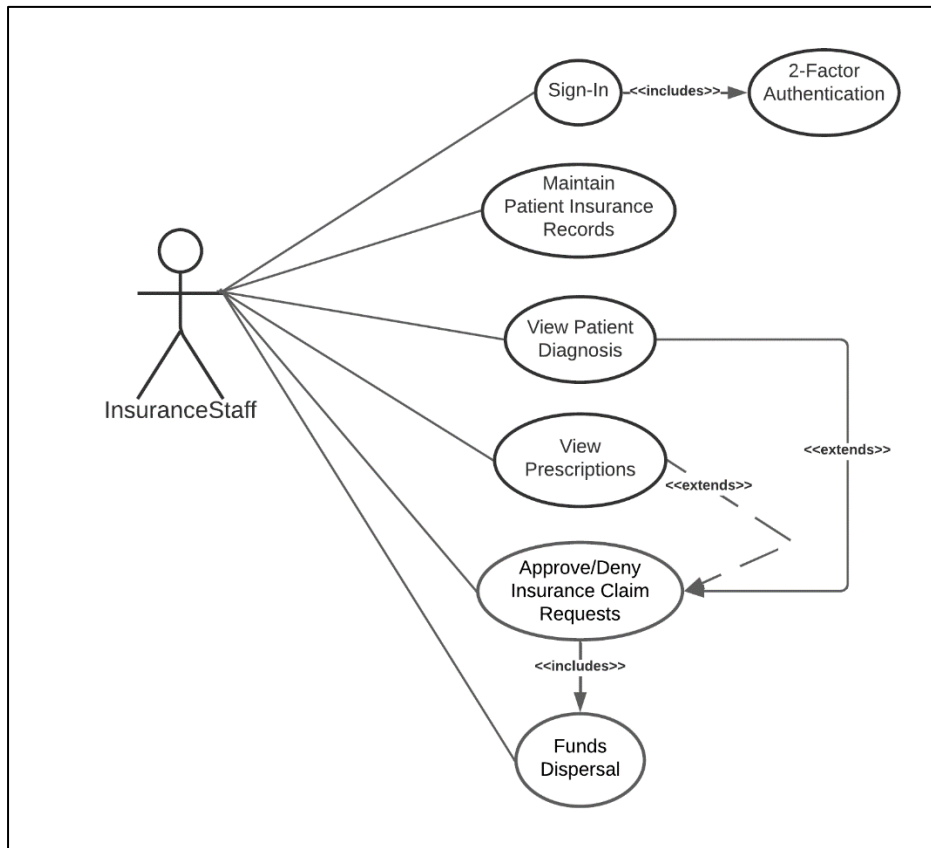 Sign-In
<<includes>>
2-Factor
Authentication
Maintain
Patient Insurance
Records
InsuranceStaff
View Patient
Diagnosis
<<extends>>
View
Prescriptions
<<extends>>
Approve/Deny
Insurance Claim
Requests
<<includes>>
Funds
Dispersal